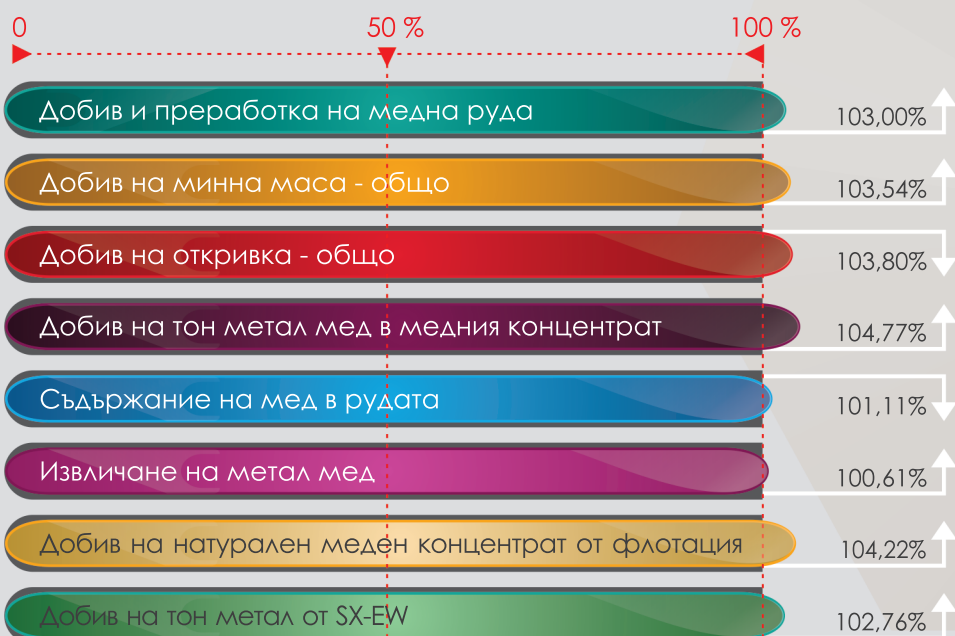 0 50 % 100 %
Добив и преработка на медна руда 103,00%
Добив на минна маса - общо 103,54%
Добив на откривка - общо 103,80%
Добив на тон метал мед в медния концентрат 104,77%
Съдържание на мед в рудата 101,11%
Извличане на метал мед 100,61%
Добив на натурален меден концентрат от флотация 104,22%
Добив на тон метал от SX-EW 102,76%